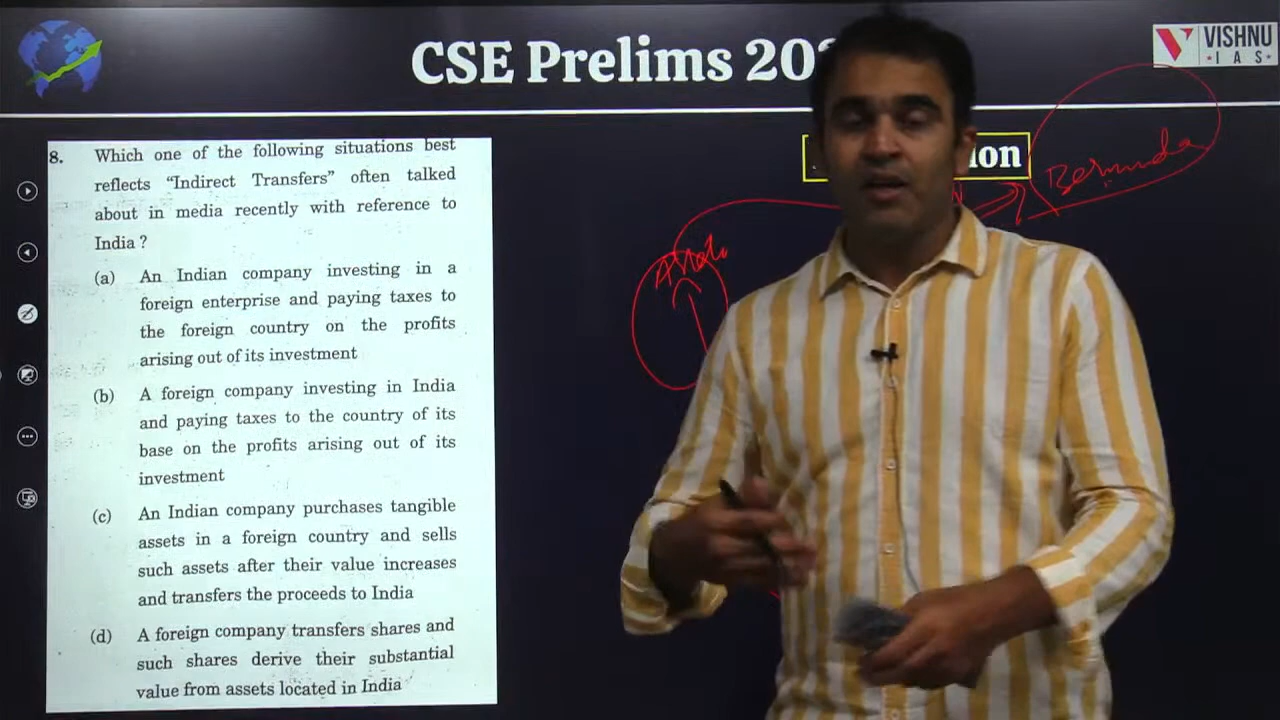 CSE Prelims 20
VISHNU
IAS
8. Which one of the following situations best
reflects “Indirect Transfers” often talked
about in media recently with reference to
India ?
(a) An Indian company investing in a
foreign enterprise and paying taxes to
the foreign country on the profits
arising out of its investment
(b) A foreign company investing in India
and paying taxes to the country of its
base on the profits arising out of its
investment
(c) An Indian company purchases tangible
assets in a foreign country and sells
such assets after their value increases
and transfers the proceeds to India
(d) A foreign company transfers shares and
such shares derive their substantial
value from assets located in India
ion
Bermuda